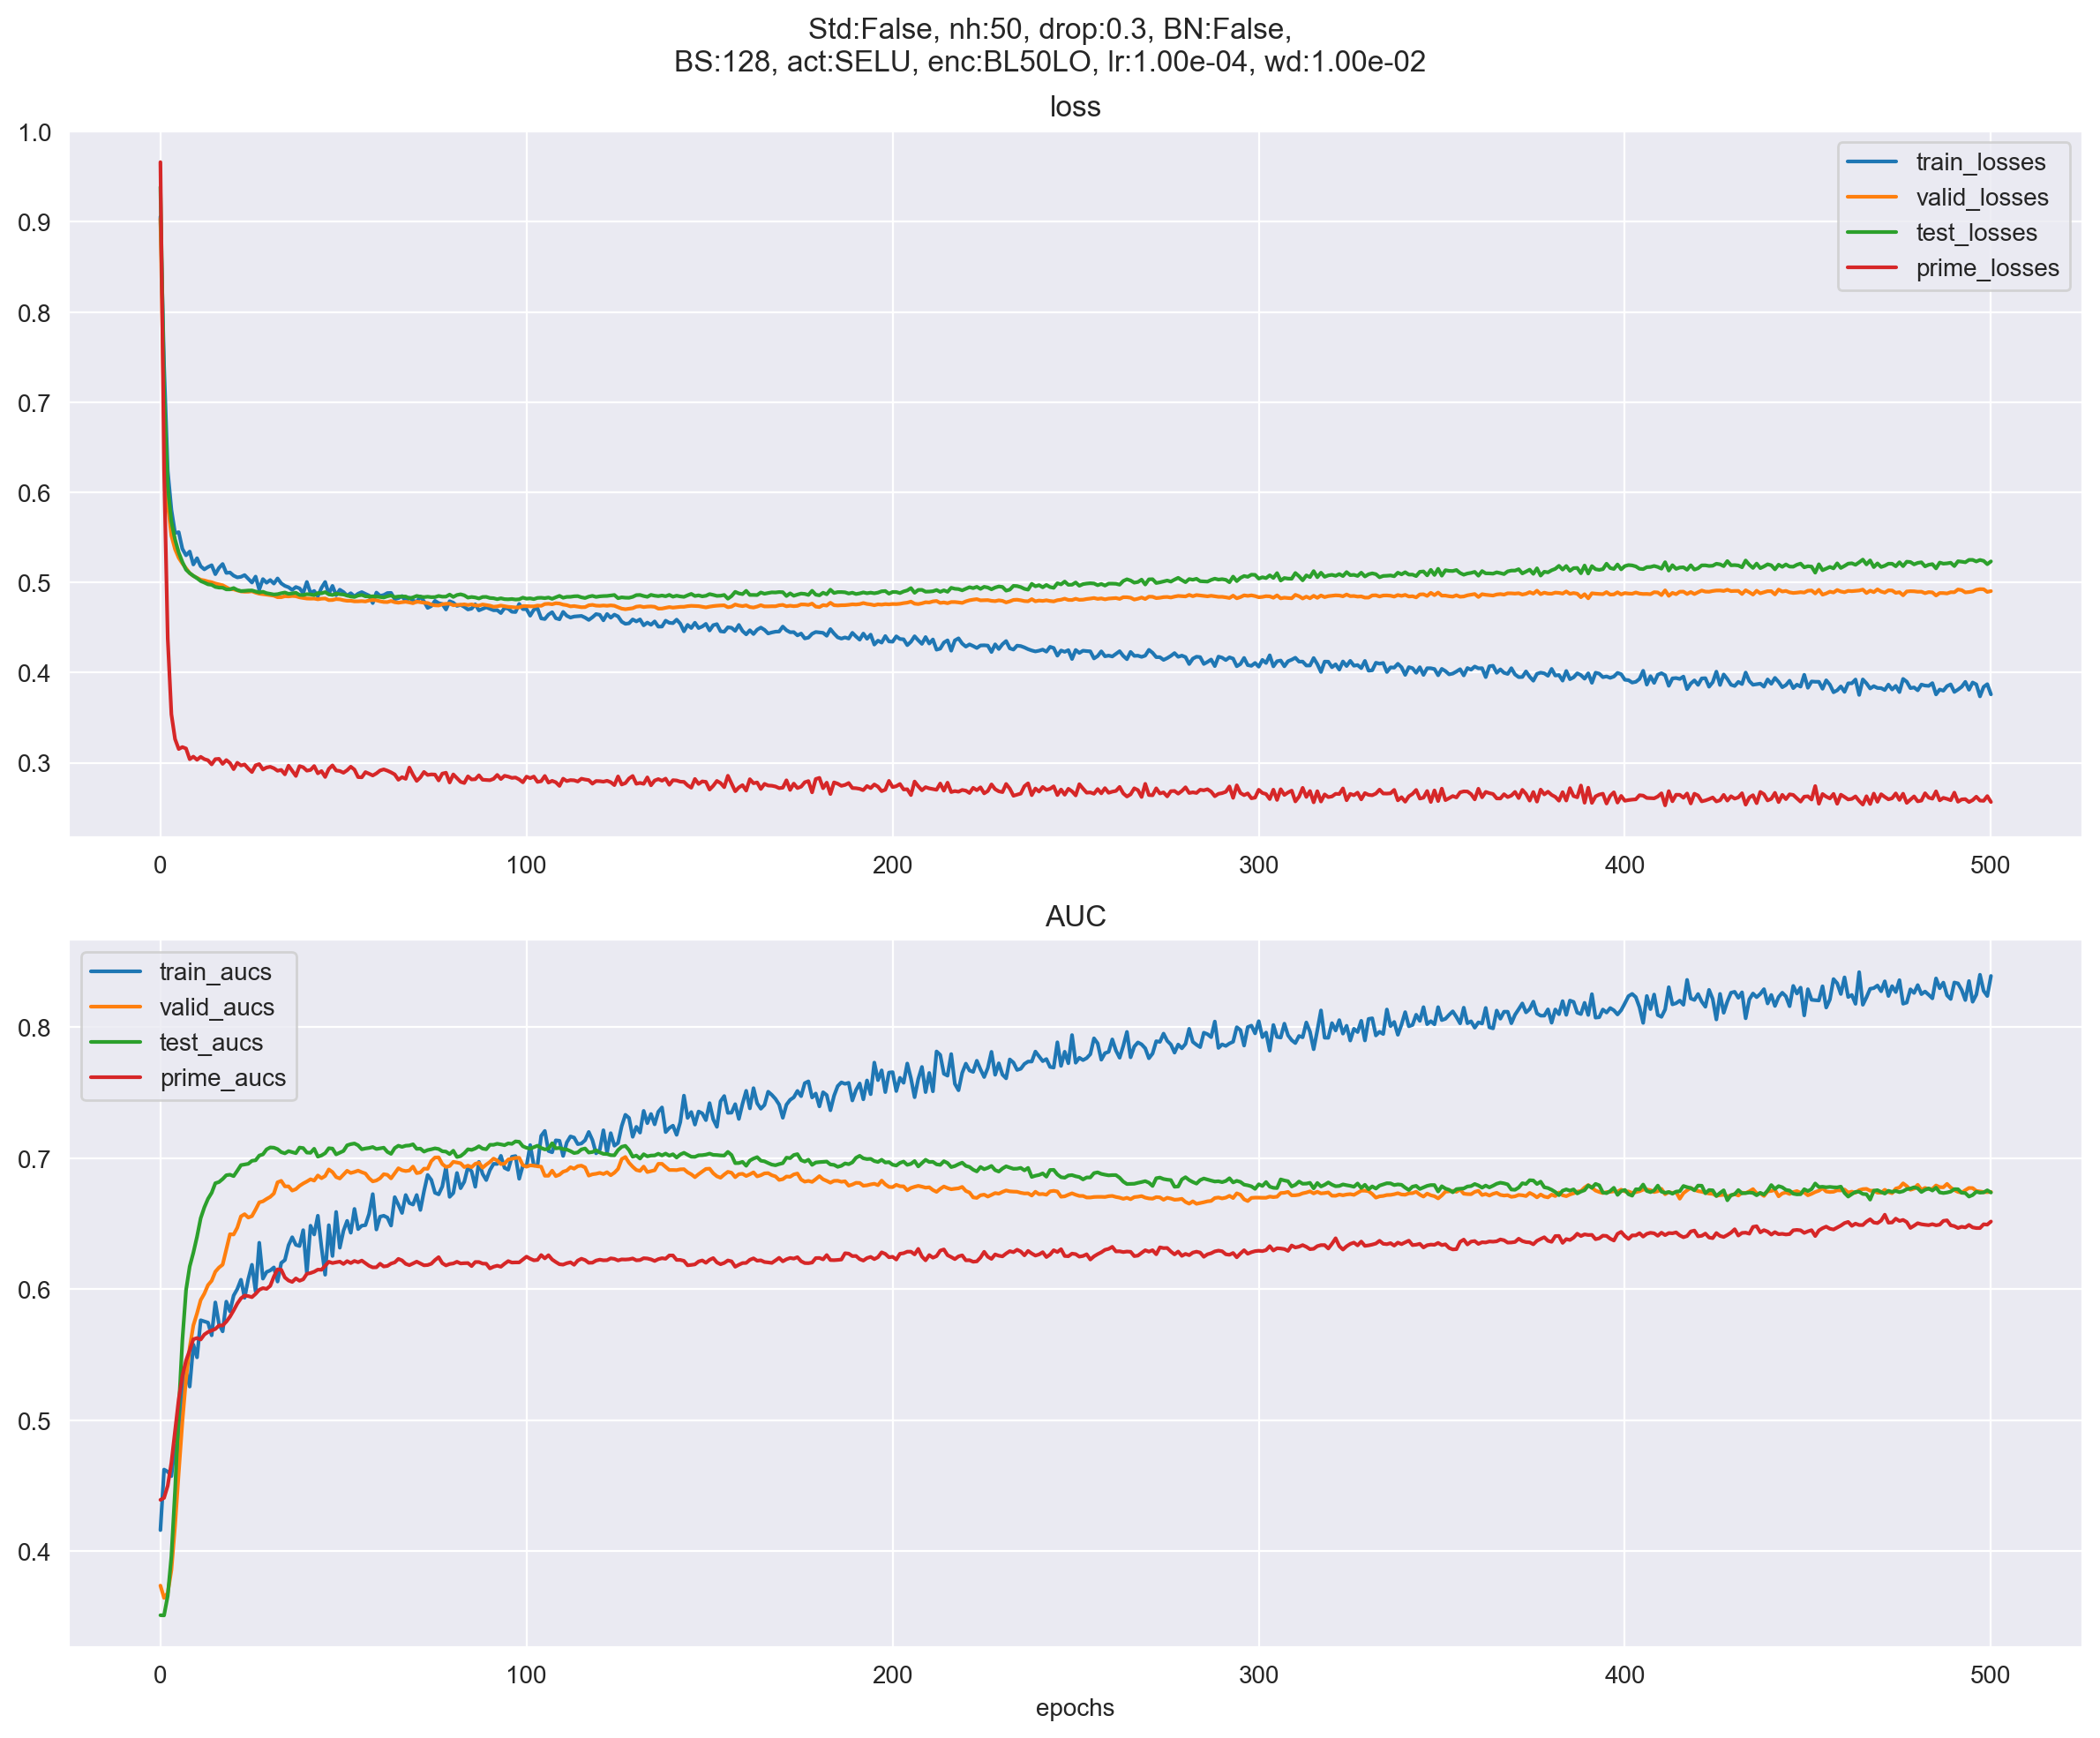 Std:False, nh:50, drop:0.3, BN:False,
BS:128, act:SELU, enc:BL50LO, lr:1.00e-04, wd:1.00e-02
loss
1.0
0.9
0.8
0.7
0.6
0.5
0.4
0.3
train_losses
valid_losses
test_losses
prime_losses
0 100 200 300 400 500
AUC
0.8
0.7
0.6
0.5
0.4
train_aucs
valid_aucs
test_aucs
prime_aucs
0 100 200 300 400 500
epochs